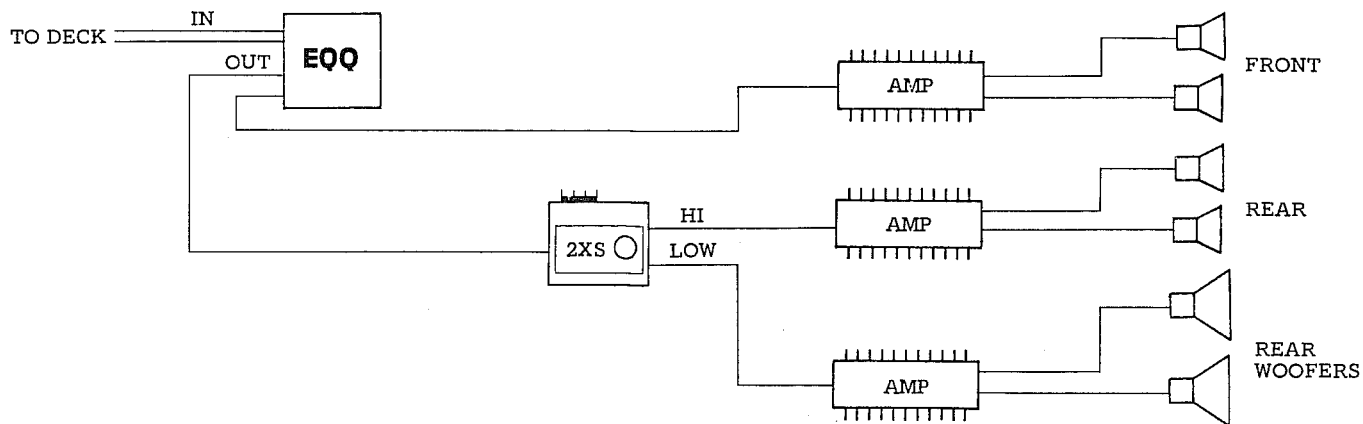 IN
TO DECK
EQQ
OUT
AMP
FRONT
HI
2XS
LOW
AMP
REAR
AMP
REAR
WOOFERS